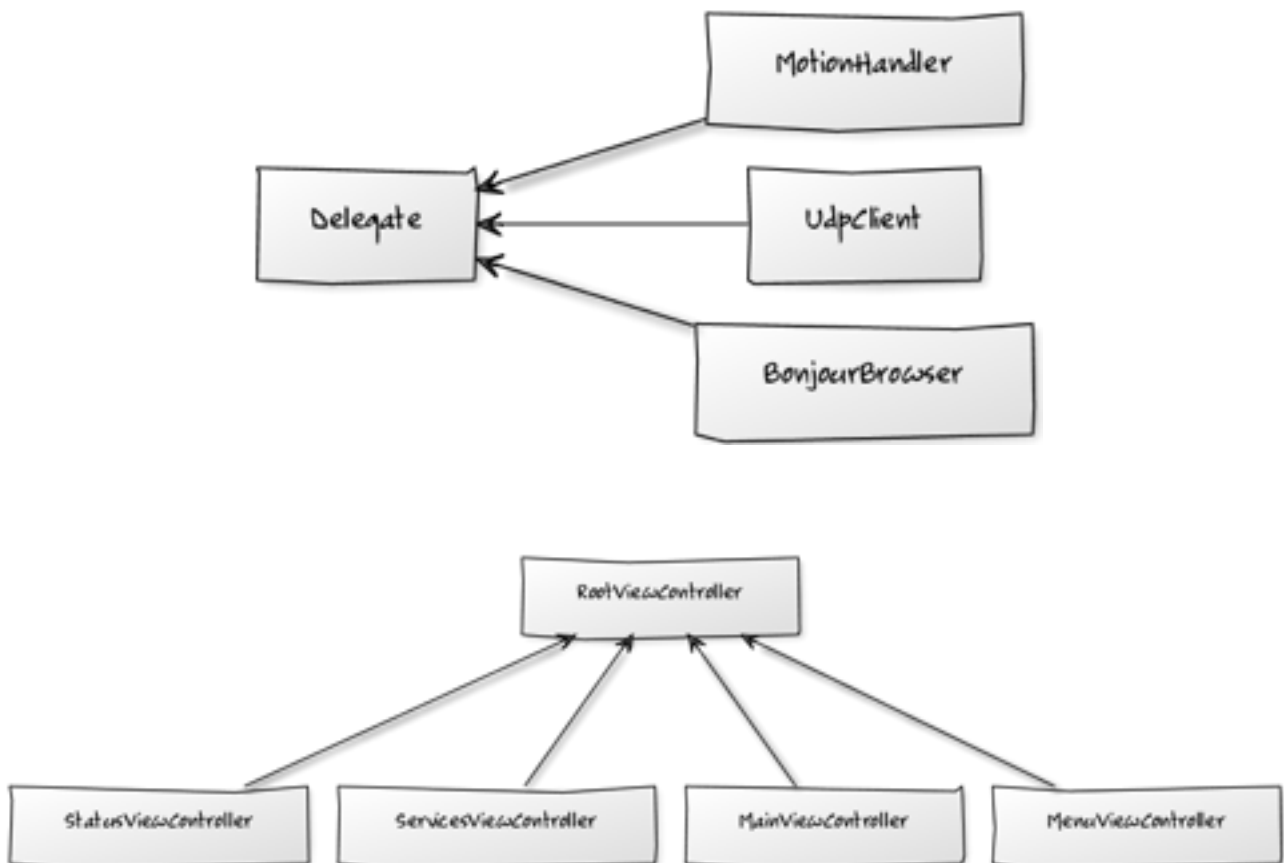 MotionHandler
Delegate
UdpClient
BonjourBrowser
RootViewController
StatusViewController
ServicesViewController
MainViewController
MenuViewController